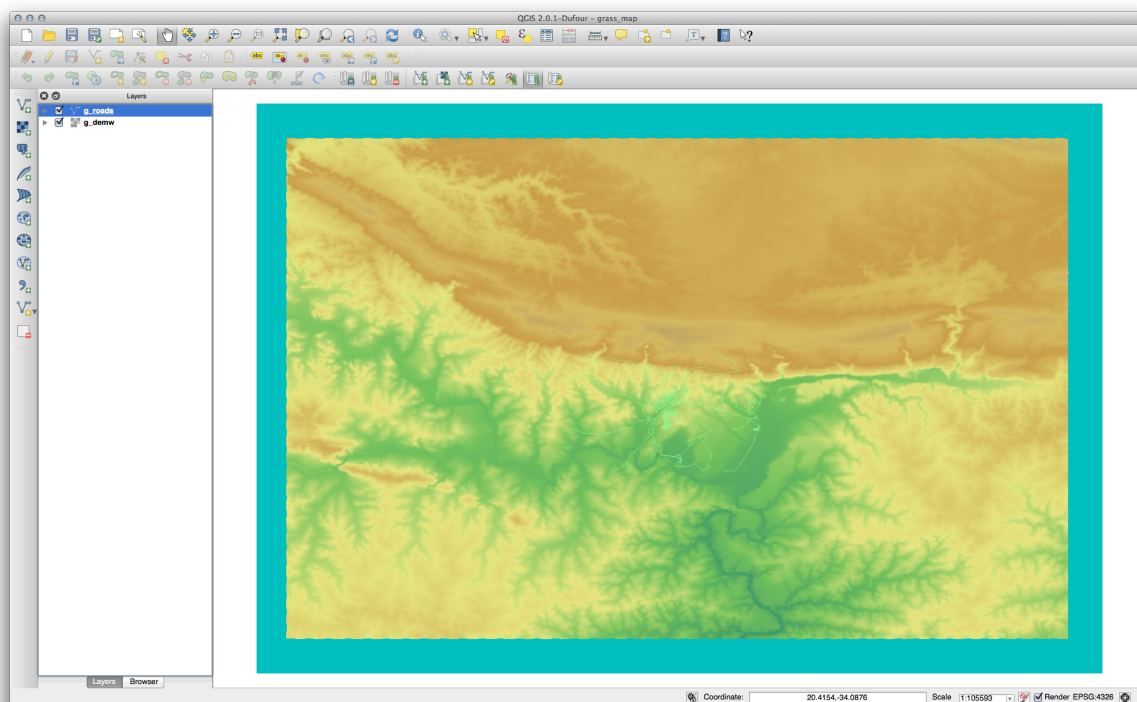 QGIS 2.0.1-Dufour - grass_map
Layers
g_roads
g_demw
Layers Browser
Coordinate: 20.4154,-34.0876 Scale 1:105593 Render EPSG:4326